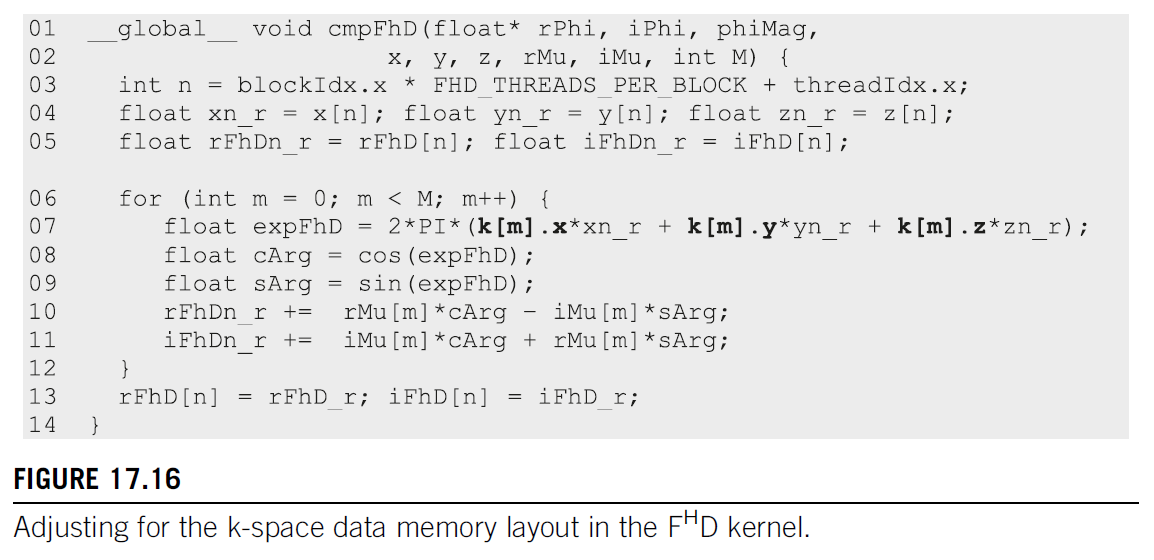 01 __global__ void cmpFhD(float* rPhi, iPhi, phiMag,
02 x, y, z, rMu, iMu, int M) {
03 int n = blockIdx.x * FHD_THREADS_PER_BLOCK + threadIdx.x;
04 float xn_r = x[n]; float yn_r = y[n]; float zn_r = z[n];
05 float rFhDn_r = rFhD[n]; float iFhDn_r = iFhD[n];
06 for (int m = 0; m < M; m++) {
07 float expFhD = 2*PI*(k[m].x*xn_r + k[m].y*yn_r + k[m].z*zn_r);
08 float cArg = cos(expFhD);
09 float sArg = sin(expFhD);
10 rFhDn_r += rMu[m]*cArg – iMu[m]*sArg;
11 iFhDn_r += iMu[m]*cArg + rMu[m]*sArg;
12 }
13 rFhD[n] = rFhD_r; iFhD[n] = iFhD_r;
14 }
FIGURE 17.16
Adjusting for the k-space data memory layout in the FᴴD kernel.